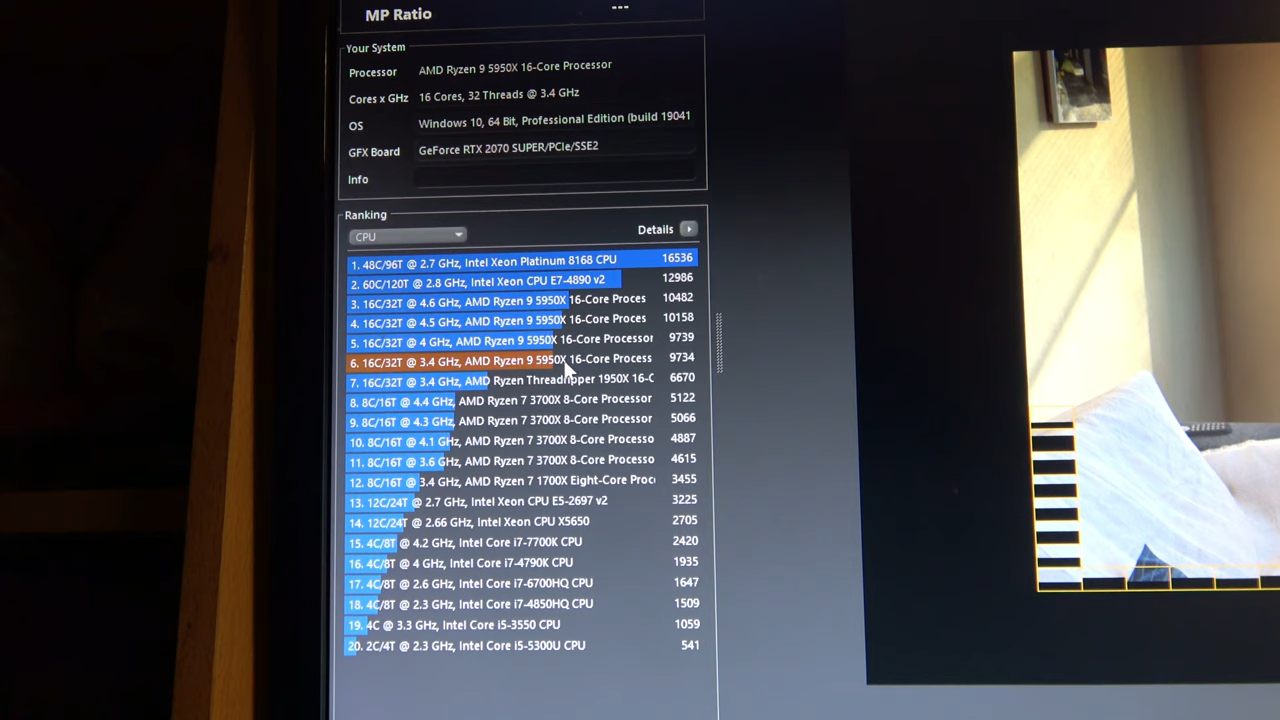 MP Ratio ---
Your System
Processor AMD Ryzen 9 5950X 16-Core Processor
Cores x GHz 16 Cores, 32 Threads @ 3.4 GHz
OS Windows 10, 64 Bit, Professional Edition (build 19041
GFX Board GeForce RTX 2070 SUPER/PCIe/SSE2
Info
Ranking
CPU Details
1. 48C/96T @ 2.7 GHz, Intel Xeon Platinum 8168 CPU 16536
2. 60C/120T @ 2.8 GHz, Intel Xeon CPU E7-4890 v2 12986
3. 16C/32T @ 4.6 GHz, AMD Ryzen 9 5950X 16-Core Proces 10482
4. 16C/32T @ 4.5 GHz, AMD Ryzen 9 5950X 16-Core Proces 10158
5. 16C/32T @ 4 GHz, AMD Ryzen 9 5950X 16-Core Processor 9739
6. 16C/32T @ 3.4 GHz, AMD Ryzen 9 5950X 16-Core Process 9734
7. 16C/32T @ 3.4 GHz, AMD Ryzen Threadripper 1950X 16-C 6670
8. 8C/16T @ 4.4 GHz, AMD Ryzen 7 3700X 8-Core Processor 5122
9. 8C/16T @ 4.3 GHz, AMD Ryzen 7 3700X 8-Core Processor 5066
10. 8C/16T @ 4.1 GHz, AMD Ryzen 7 3700X 8-Core Processo 4887
11. 8C/16T @ 3.6 GHz, AMD Ryzen 7 3700X 8-Core Processo 4615
12. 8C/16T @ 3.4 GHz, AMD Ryzen 7 1700X Eight-Core Proc 3455
13. 12C/24T @ 2.7 GHz, Intel Xeon CPU E5-2697 v2 3225
14. 12C/24T @ 2.66 GHz, Intel Xeon CPU X5650 2705
15. 4C/8T @ 4.2 GHz, Intel Core i7-7700K CPU 2420
16. 4C/8T @ 4 GHz, Intel Core i7-4790K CPU 1935
17. 4C/8T @ 2.6 GHz, Intel Core i7-6700HQ CPU 1647
18. 4C/8T @ 2.3 GHz, Intel Core i7-4850HQ CPU 1509
19. 4C @ 3.3 GHz, Intel Core i5-3550 CPU 1059
20. 2C/4T @ 2.3 GHz, Intel Core i5-5300U CPU 541